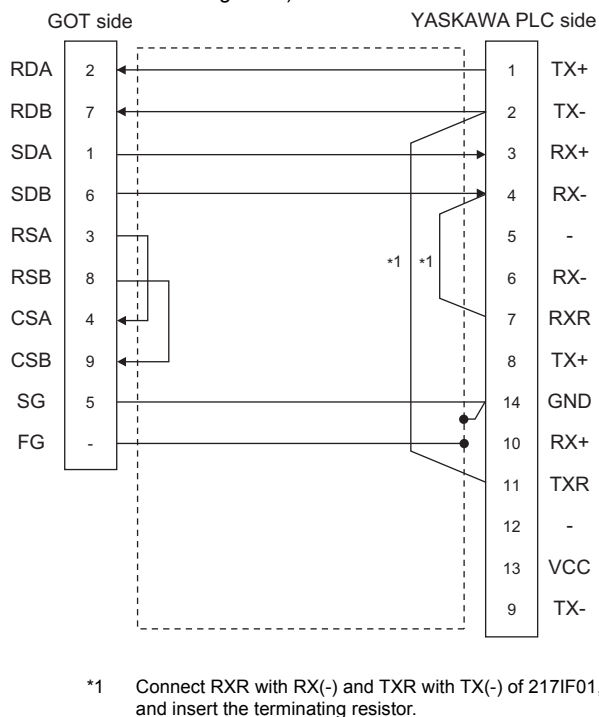 GOT side YASKAWA PLC side
RDA 2 1 TX+
RDB 7 2 TX-
SDA 1 3 RX+
SDB 6 4 RX-
RSA 3 5 -
RSB 8 *1 *1 6 RX-
CSA 4 7 RXR
CSB 9 8 TX+
SG 5 14 GND
FG - 10 RX+
11 TXR
12 -
13 VCC
9 TX-
*1 Connect RXR with RX(-) and TXR with TX(-) of 217IF01,
and insert the terminating resistor.